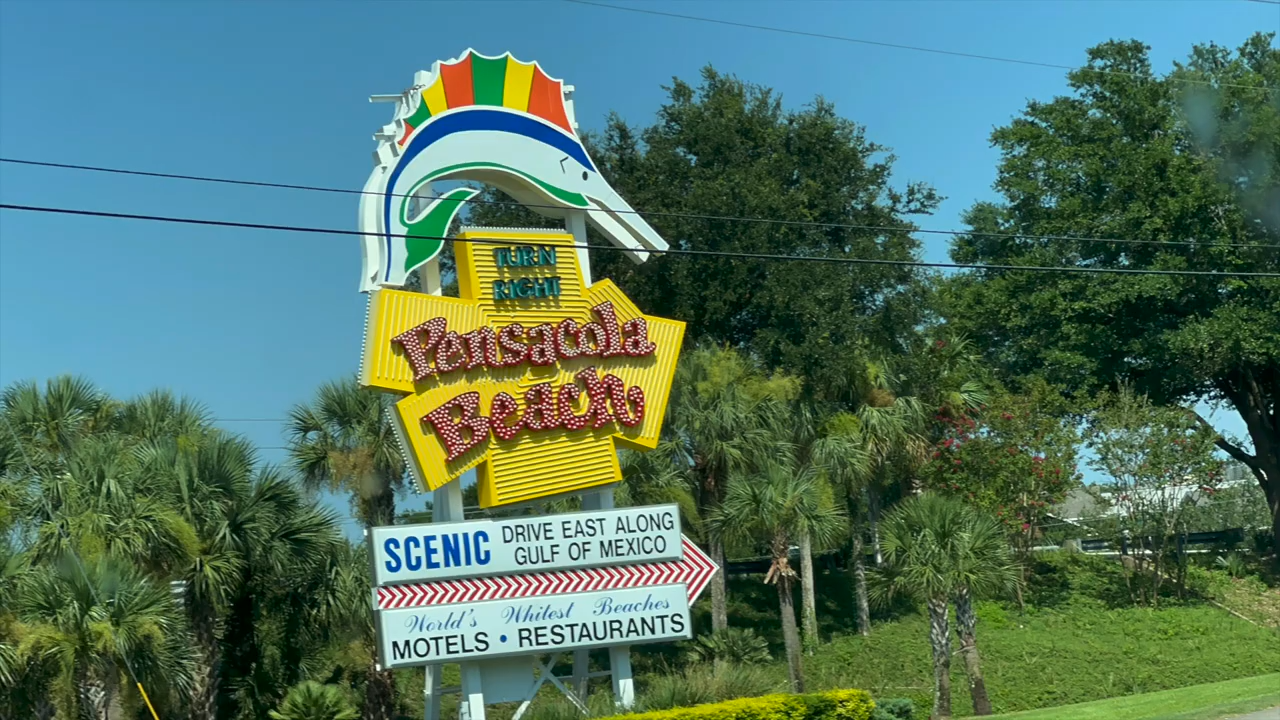 TURN
RIGHT
Pensacola
Beach
SCENIC DRIVE EAST ALONG
GULF OF MEXICO
World's Whitest Beaches
MOTELS • RESTAURANTS